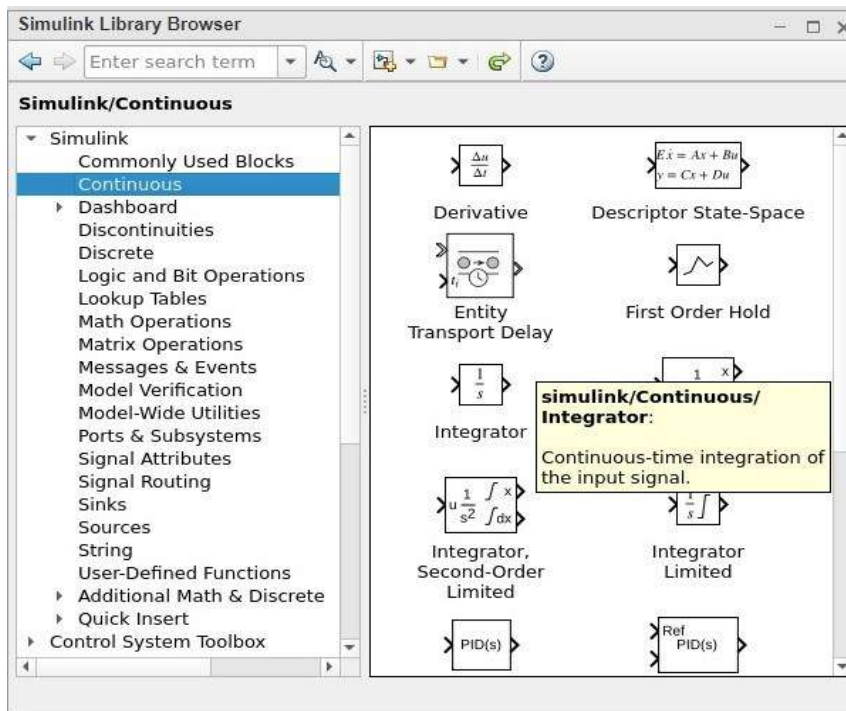 Simulink Library Browser
Enter search term
Simulink/Continuous
Simulink
Commonly Used Blocks
Continuous
Dashboard
Discontinuities
Discrete
Logic and Bit Operations
Lookup Tables
Math Operations
Matrix Operations
Messages & Events
Model Verification
Model-Wide Utilities
Ports & Subsystems
Signal Attributes
Signal Routing
Sinks
Sources
String
User-Defined Functions
Additional Math & Discrete
Quick Insert
Control System Toolbox
Δu
Δt
Derivative
Eẋ = Ax + Bu
y = Cx + Du
Descriptor State-Space
t_i
Entity
Transport Delay
First Order Hold
1
s
Integrator
1 x
simulink/Continuous/
Integrator:
Continuous-time integration of
the input signal.
u 1 ∫ x
s² ∫dx
Integrator,
Second-Order
Limited
1 ∫
s
Integrator
Limited
PID(s)
Ref
PID(s)